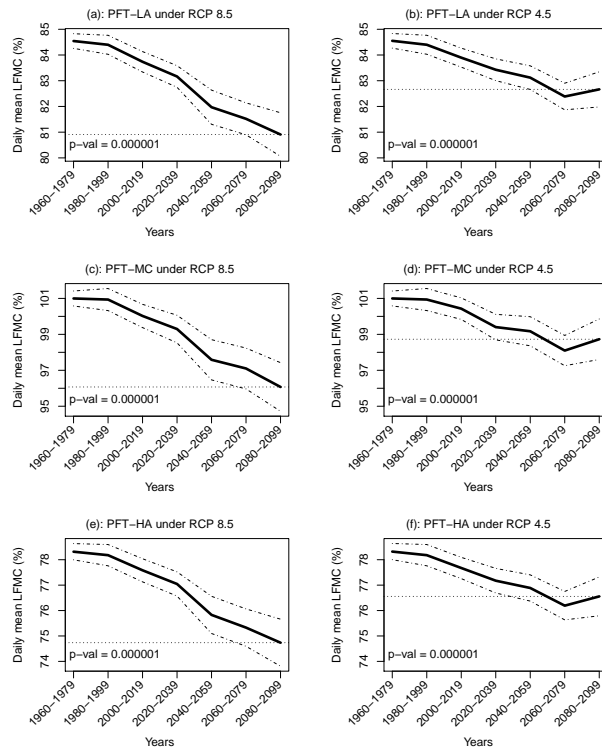 (a): PFT−LA under RCP 8.5
Daily mean LFMC (%)
80 81 82 83 84 85
p−val = 0.000001
1960−1979 1980−1999 2000−2019 2020−2039 2040−2059 2060−2079 2080−2099
Years
(b): PFT−LA under RCP 4.5
Daily mean LFMC (%)
80 81 82 83 84 85
p−val = 0.000001
1960−1979 1980−1999 2000−2019 2020−2039 2040−2059 2060−2079 2080−2099
Years
(c): PFT−MC under RCP 8.5
Daily mean LFMC (%)
95 97 99 101
p−val = 0.000001
1960−1979 1980−1999 2000−2019 2020−2039 2040−2059 2060−2079 2080−2099
Years
(d): PFT−MC under RCP 4.5
Daily mean LFMC (%)
95 97 99 101
p−val = 0.000001
1960−1979 1980−1999 2000−2019 2020−2039 2040−2059 2060−2079 2080−2099
Years
(e): PFT−HA under RCP 8.5
Daily mean LFMC (%)
74 75 76 77 78
p−val = 0.000001
1960−1979 1980−1999 2000−2019 2020−2039 2040−2059 2060−2079 2080−2099
Years
(f): PFT−HA under RCP 4.5
Daily mean LFMC (%)
74 75 76 77 78
p−val = 0.000001
1960−1979 1980−1999 2000−2019 2020−2039 2040−2059 2060−2079 2080−2099
Years